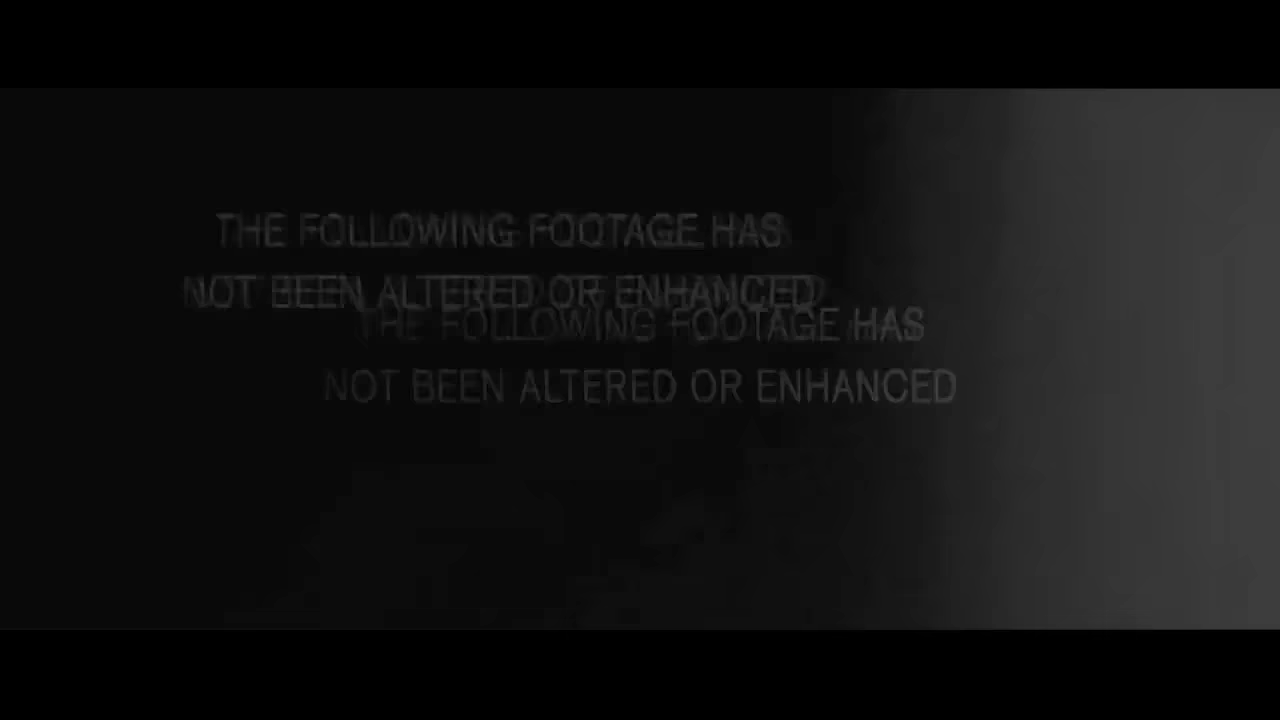 THE FOLLOWING FOOTAGE HAS
NOT BEEN ALTERED OR ENHANCED
THE FOLLOWING FOOTAGE HAS
NOT BEEN ALTERED OR ENHANCED